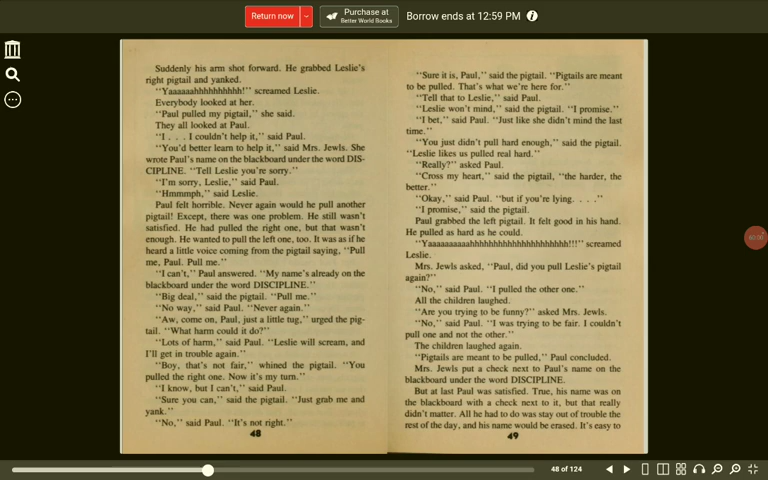 Return now
Purchase at
Better World Books
Borrow ends at 12:59 PM
Suddenly his arm shot forward. He grabbed Leslie's
right pigtail and yanked.
"Yaaaaaahhhhhhhhhh!" screamed Leslie.
Everybody looked at her.
"Paul pulled my pigtail," she said.
They all looked at Paul.
"I . . . I couldn't help it," said Paul.
"You'd better learn to help it," said Mrs. Jewls. She
wrote Paul's name on the blackboard under the word DIS-
CIPLINE. "Tell Leslie you're sorry."
"I'm sorry, Leslie," said Paul.
"Hmmmph," said Leslie.
Paul felt horrible. Never again would he pull another
pigtail! Except, there was one problem. He still wasn't
satisfied. He had pulled the right one, but that wasn't
enough. He wanted to pull the left one, too. It was as if he
heard a little voice coming from the pigtail saying, "Pull
me, Paul. Pull me."
"I can't," Paul answered. "My name's already on the
blackboard under the word DISCIPLINE."
"Big deal," said the pigtail. "Pull me."
"No way," said Paul. "Never again."
"Aw, come on, Paul, just a little tug," urged the pig-
tail. "What harm could it do?"
"Lots of harm," said Paul. "Leslie will scream, and
I'll get in trouble again."
"Boy, that's not fair," whined the pigtail. "You
pulled the right one. Now it's my turn."
"I know, but I can't," said Paul.
"Sure you can," said the pigtail. "Just grab me and
yank."
"No," said Paul. "It's not right."
48
"Sure it is, Paul," said the pigtail. "Pigtails are meant
to be pulled. That's what we're here for."
"Tell that to Leslie," said Paul.
"Leslie won't mind," said the pigtail. "I promise."
"I bet," said Paul. "Just like she didn't mind the last
time."
"You just didn't pull hard enough," said the pigtail.
"Leslie likes us pulled real hard."
"Really?" asked Paul.
"Cross my heart," said the pigtail, "the harder, the
better."
"Okay," said Paul. "but if you're lying. . . ."
"I promise," said the pigtail.
Paul grabbed the left pigtail. It felt good in his hand.
He pulled as hard as he could.
"Yaaaaaaaaaahhhhhhhhhhhhhhhhhhhhh!!!" screamed
Leslie.
Mrs. Jewls asked, "Paul, did you pull Leslie's pigtail
again?"
"No," said Paul. "I pulled the other one."
All the children laughed.
"Are you trying to be funny?" asked Mrs. Jewls.
"No," said Paul. "I was trying to be fair. I couldn't
pull one and not the other."
The children laughed again.
"Pigtails are meant to be pulled," Paul concluded.
Mrs. Jewls put a check next to Paul's name on the
blackboard under the word DISCIPLINE.
But at last Paul was satisfied. True, his name was on
the blackboard with a check next to it, but that really
didn't matter. All he had to do was stay out of trouble the
rest of the day, and his name would be erased. It's easy to
49
00:00
48 of 124